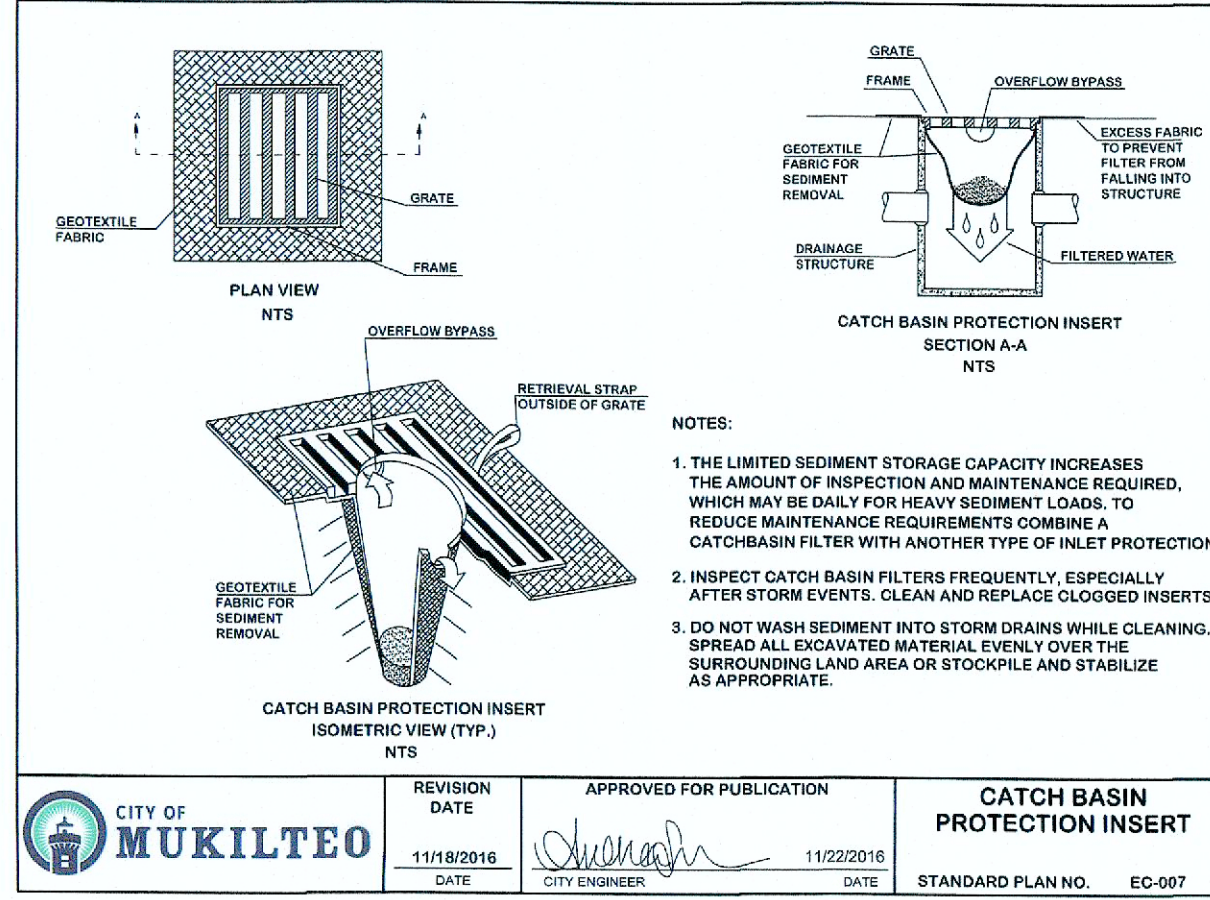 A
A
GRATE
GEOTEXTILE
FABRIC
FRAME
PLAN VIEW
NTS
GRATE
FRAME
OVERFLOW BYPASS
GEOTEXTILE
FABRIC FOR
SEDIMENT
REMOVAL
EXCESS FABRIC
TO PREVENT
FILTER FROM
FALLING INTO
STRUCTURE
DRAINAGE
STRUCTURE
FILTERED WATER
CATCH BASIN PROTECTION INSERT
SECTION A-A
NTS
OVERFLOW BYPASS
RETRIEVAL STRAP
OUTSIDE OF GRATE
GEOTEXTILE
FABRIC FOR
SEDIMENT
REMOVAL
CATCH BASIN PROTECTION INSERT
ISOMETRIC VIEW (TYP.)
NTS
NOTES:
1. THE LIMITED SEDIMENT STORAGE CAPACITY INCREASES
THE AMOUNT OF INSPECTION AND MAINTENANCE REQUIRED,
WHICH MAY BE DAILY FOR HEAVY SEDIMENT LOADS. TO
REDUCE MAINTENANCE REQUIREMENTS COMBINE A
CATCHBASIN FILTER WITH ANOTHER TYPE OF INLET PROTECTION
2. INSPECT CATCH BASIN FILTERS FREQUENTLY, ESPECIALLY
AFTER STORM EVENTS. CLEAN AND REPLACE CLOGGED INSERTS
3. DO NOT WASH SEDIMENT INTO STORM DRAINS WHILE CLEANING.
SPREAD ALL EXCAVATED MATERIAL EVENLY OVER THE
SURROUNDING LAND AREA OR STOCKPILE AND STABILIZE
AS APPROPRIATE.
CITY OF
MUKILTEO
REVISION
DATE
11/18/2016
DATE
APPROVED FOR PUBLICATION
11/22/2016
CITY ENGINEER DATE
CATCH BASIN
PROTECTION INSERT
STANDARD PLAN NO. EC-007